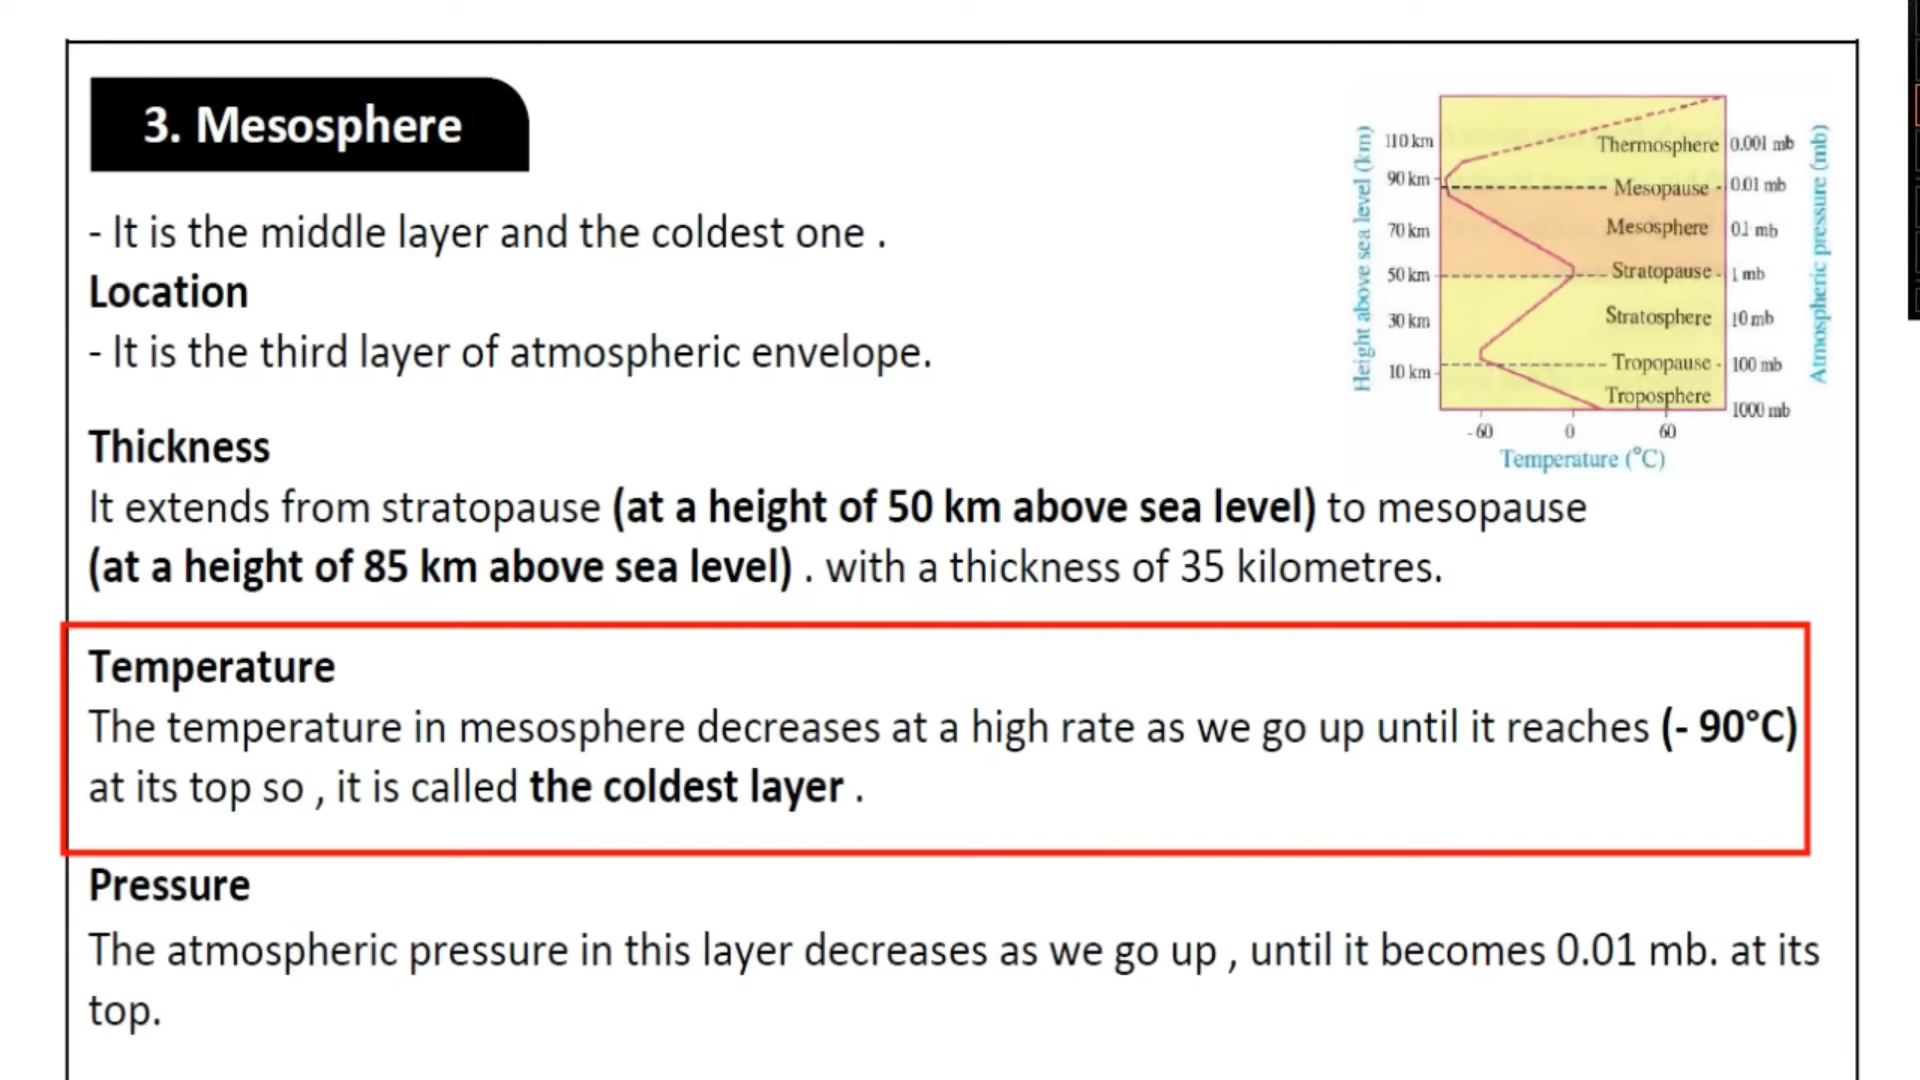 3. Mesosphere
- It is the middle layer and the coldest one .
Location
- It is the third layer of atmospheric envelope.
Thickness
It extends from stratopause (at a height of 50 km above sea level) to mesopause
(at a height of 85 km above sea level) . with a thickness of 35 kilometres.
Temperature
The temperature in mesosphere decreases at a high rate as we go up until it reaches (- 90°C)
at its top so , it is called the coldest layer .
Pressure
The atmospheric pressure in this layer decreases as we go up , until it becomes 0.01 mb. at its
top.
Height above sea level (km)
110 km
90 km
70 km
50 km
30 km
10 km
Thermosphere
Mesopause
Mesosphere
Stratopause
Stratosphere
Tropopause
Troposphere
0.001 mb
0.01 mb
0.1 mb
1 mb
10 mb
100 mb
1000 mb
Atmospheric pressure (mb)
- 60 0 60
Temperature (°C)